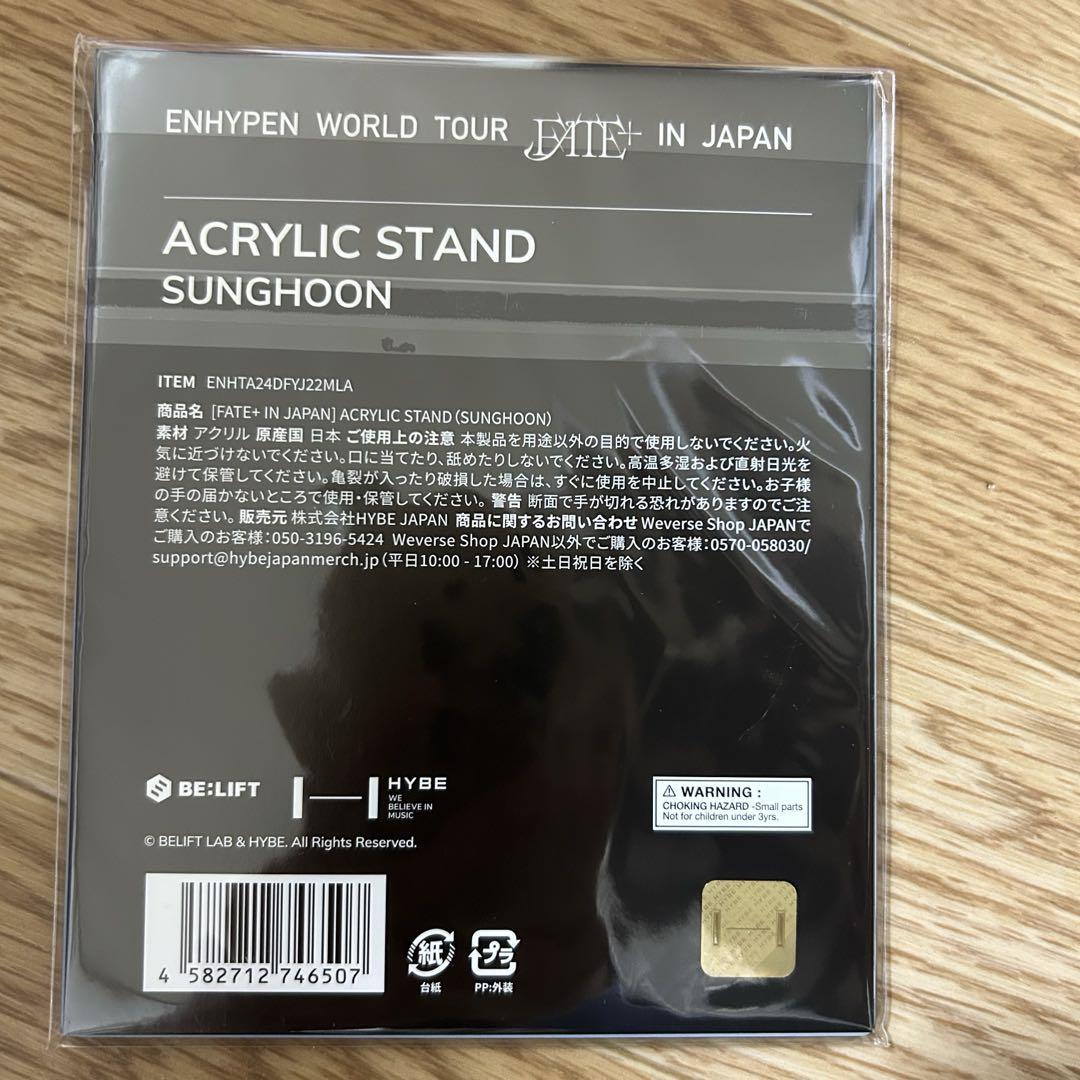 ENHYPEN WORLD TOUR FATE+ IN JAPAN
ACRYLIC STAND
SUNGHOON
ITEM ENHTA24DFYJ22MLA
商品名 [FATE+ IN JAPAN] ACRYLIC STAND (SUNGHOON)
素材 アクリル 原産国 日本 ご使用上の注意 本製品を用途以外の目的で使用しないでください。火
気に近づけないでください。口に当てたり、舐めたりしないでください。高温多湿および直射日光を
避けて保管してください。亀裂が入ったり破損した場合は、すぐに使用を中止してください。お子様
の手の届かないところで使用・保管してください。 警告 断面で手が切れる恐れがありますのでご注
意ください。 販売元 株式会社HYBE JAPAN 商品に関するお問い合わせ Weverse Shop JAPANで
ご購入のお客様:050-3196-5424 Weverse Shop JAPAN以外でご購入のお客様:0570-058030/
support@hybejapanmerch.jp (平日10:00 - 17:00) ※土日祝日を除く
BE:LIFT
HYBE
WE
BELIEVE IN
MUSIC
⚠ WARNING :
CHOKING HAZARD -Small parts
Not for children under 3yrs.
© BELIFT LAB & HYBE. All Rights Reserved.
4 582712 746507
紙
台紙
プラ
PP:外装